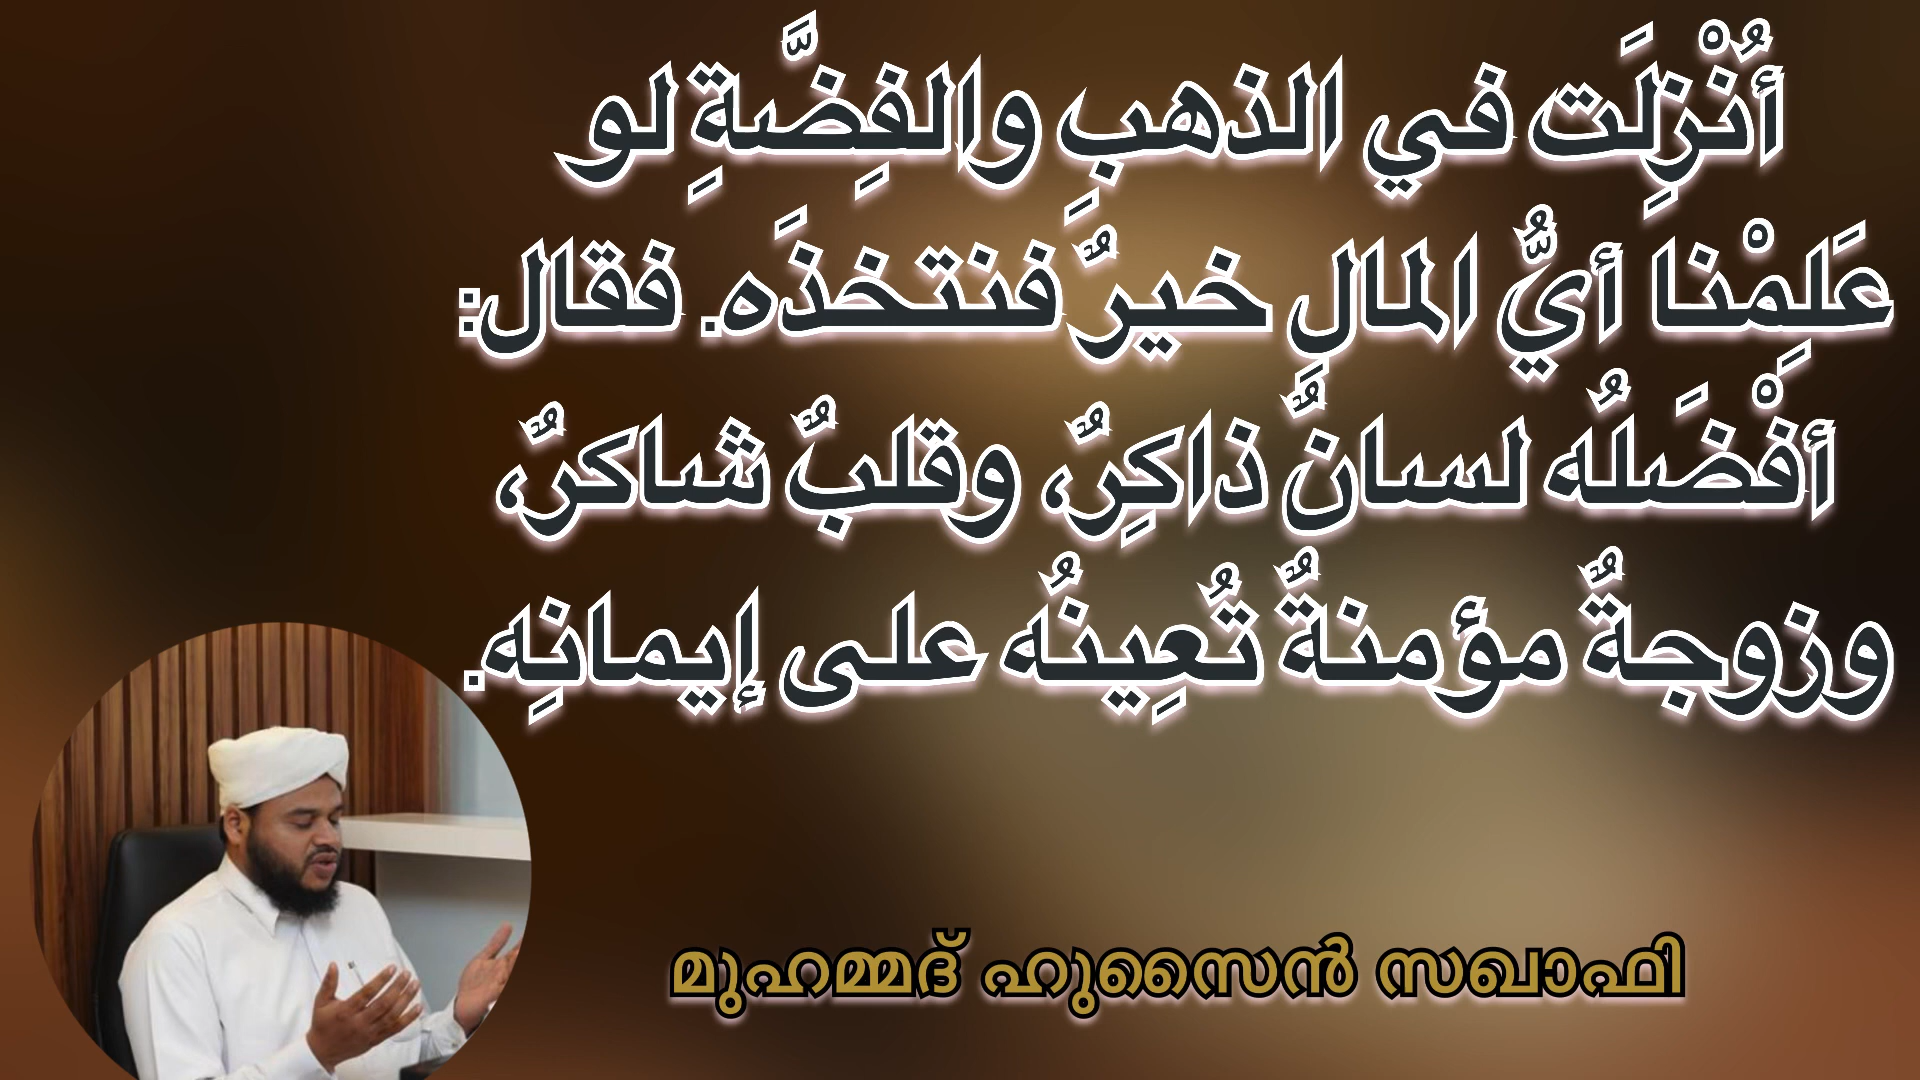 أُنْزِلَت في الذهبِ والفِضَّةِ لو
عَلِمْنا أيُّ المالِ خيرٌ فنتخذَه. فقال:
أفْضَلُه لسانٌ ذاكِرٌ، وقلبٌ شاكرٌ،
وزوجةٌ مؤمنةٌ تُعِينُه على إيمانِه.
മുഹമ്മദ് ഹുസൈൻ സഖാഫി